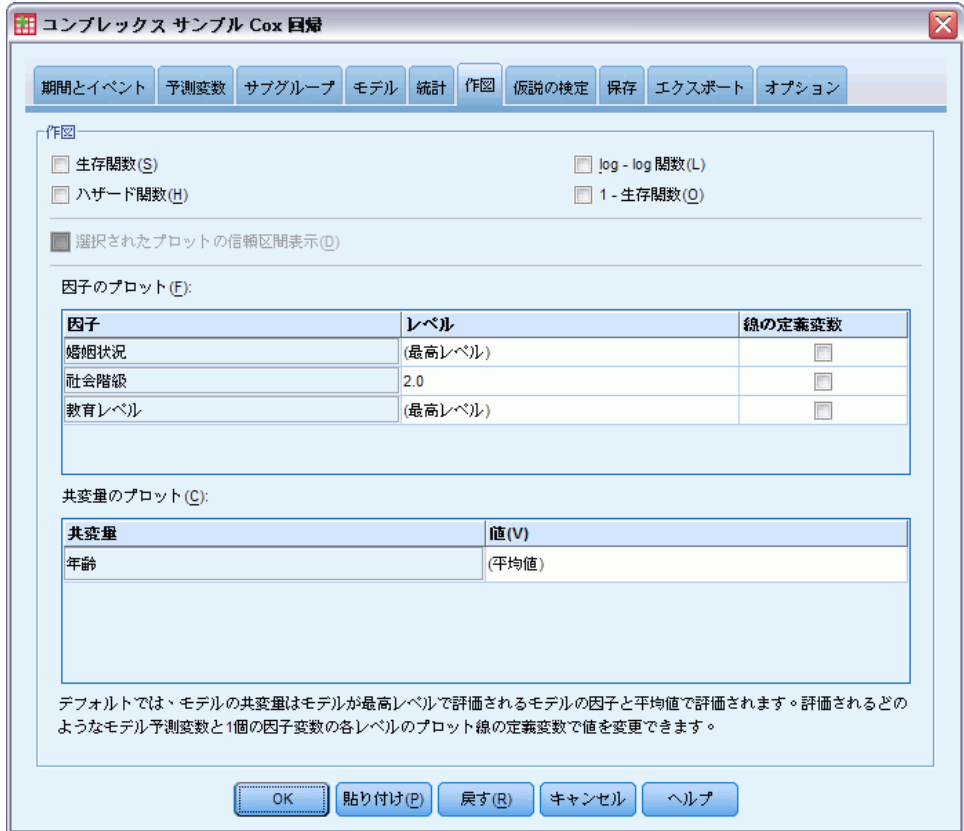 コンプレックス サンプル Cox 回帰
期間とイベント 予測変数 サブグループ モデル 統計 作図 仮説の検定 保存 エクスポート オプション
作図
生存関数(S) log - log 関数(L)
ハザード関数(H) 1 - 生存関数(O)
選択されたプロットの信頼区間表示(D)
因子のプロット(F):
因子 レベル 線の定義変数
婚姻状況 (最高レベル)
社会階級 2.0
教育レベル (最高レベル)
共変量のプロット(C):
共変量 値(V)
年齢 (平均値)
デフォルトでは、モデルの共変量はモデルが最高レベルで評価されるモデルの因子と平均値で評価されます。評価されるどの
ようなモデル予測変数と1個の因子変数の各レベルのプロット線の定義変数で値を変更できます。
OK 貼り付け(P) 戻す(R) キャンセル ヘルプ